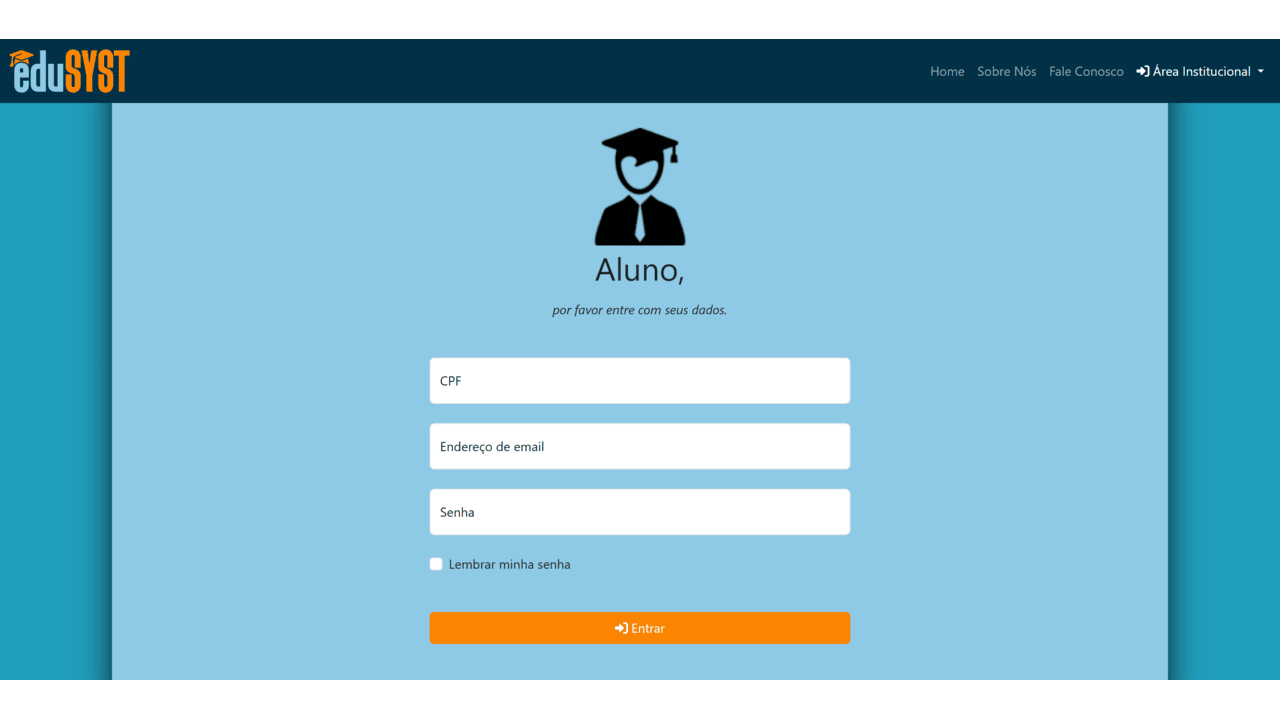 eduSYST
Home Sobre Nós Fale Conosco Área Institucional
Aluno,
por favor entre com seus dados.
CPF
Endereço de email
Senha
Lembrar minha senha
Entrar